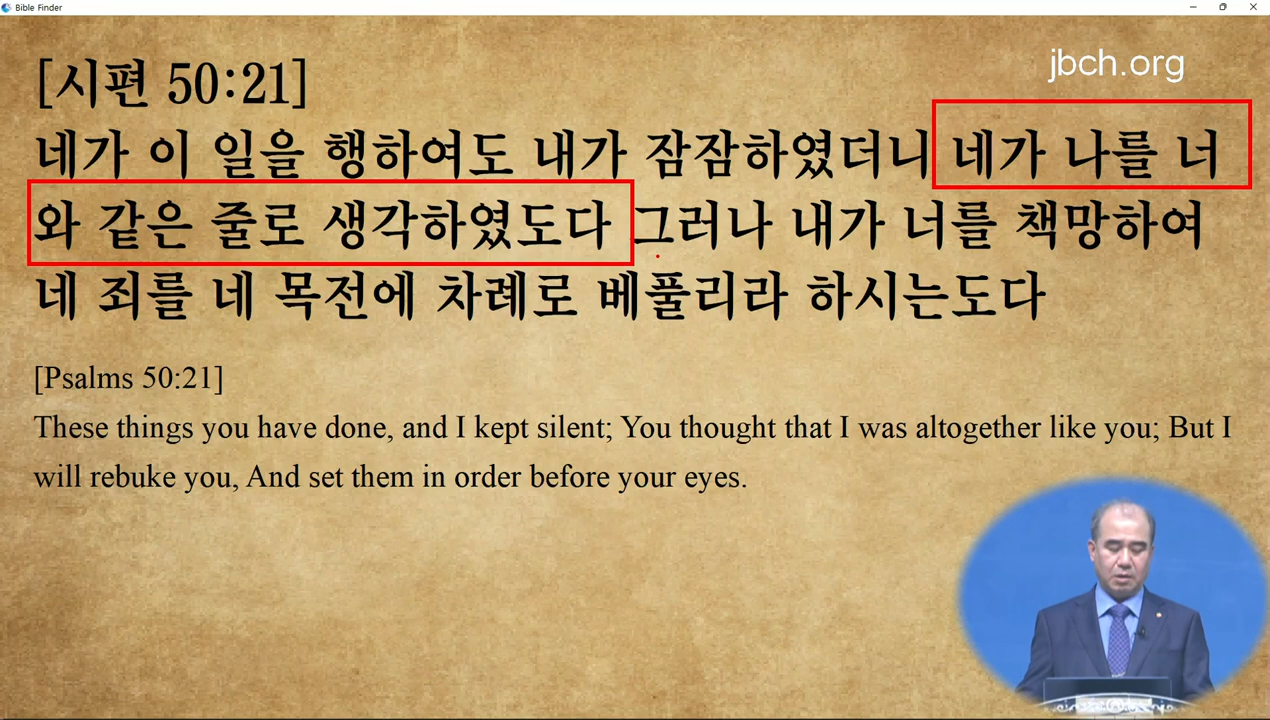 Bible Finder
jbch.org
[시편 50:21]
네가 이 일을 행하여도 내가 잠잠하였더니 네가 나를 너
와 같은 줄로 생각하였도다 그러나 내가 너를 책망하여
네 죄를 네 목전에 차례로 베풀리라 하시는도다
[Psalms 50:21]
These things you have done, and I kept silent; You thought that I was altogether like you; But I
will rebuke you, And set them in order before your eyes.